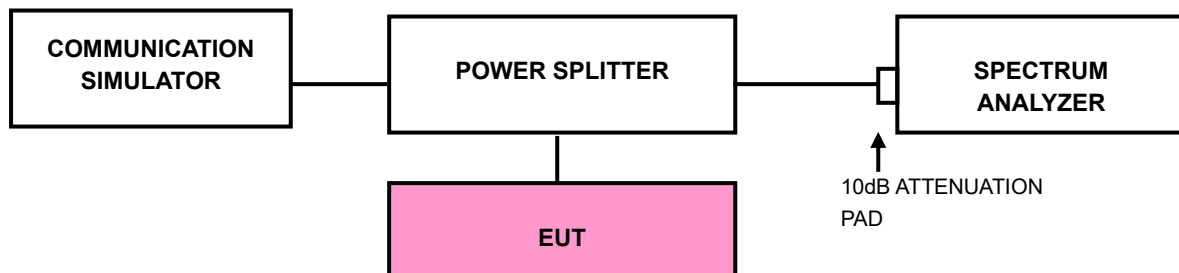 COMMUNICATION
SIMULATOR
POWER SPLITTER
SPECTRUM
ANALYZER
10dB ATTENUATION
PAD
EUT